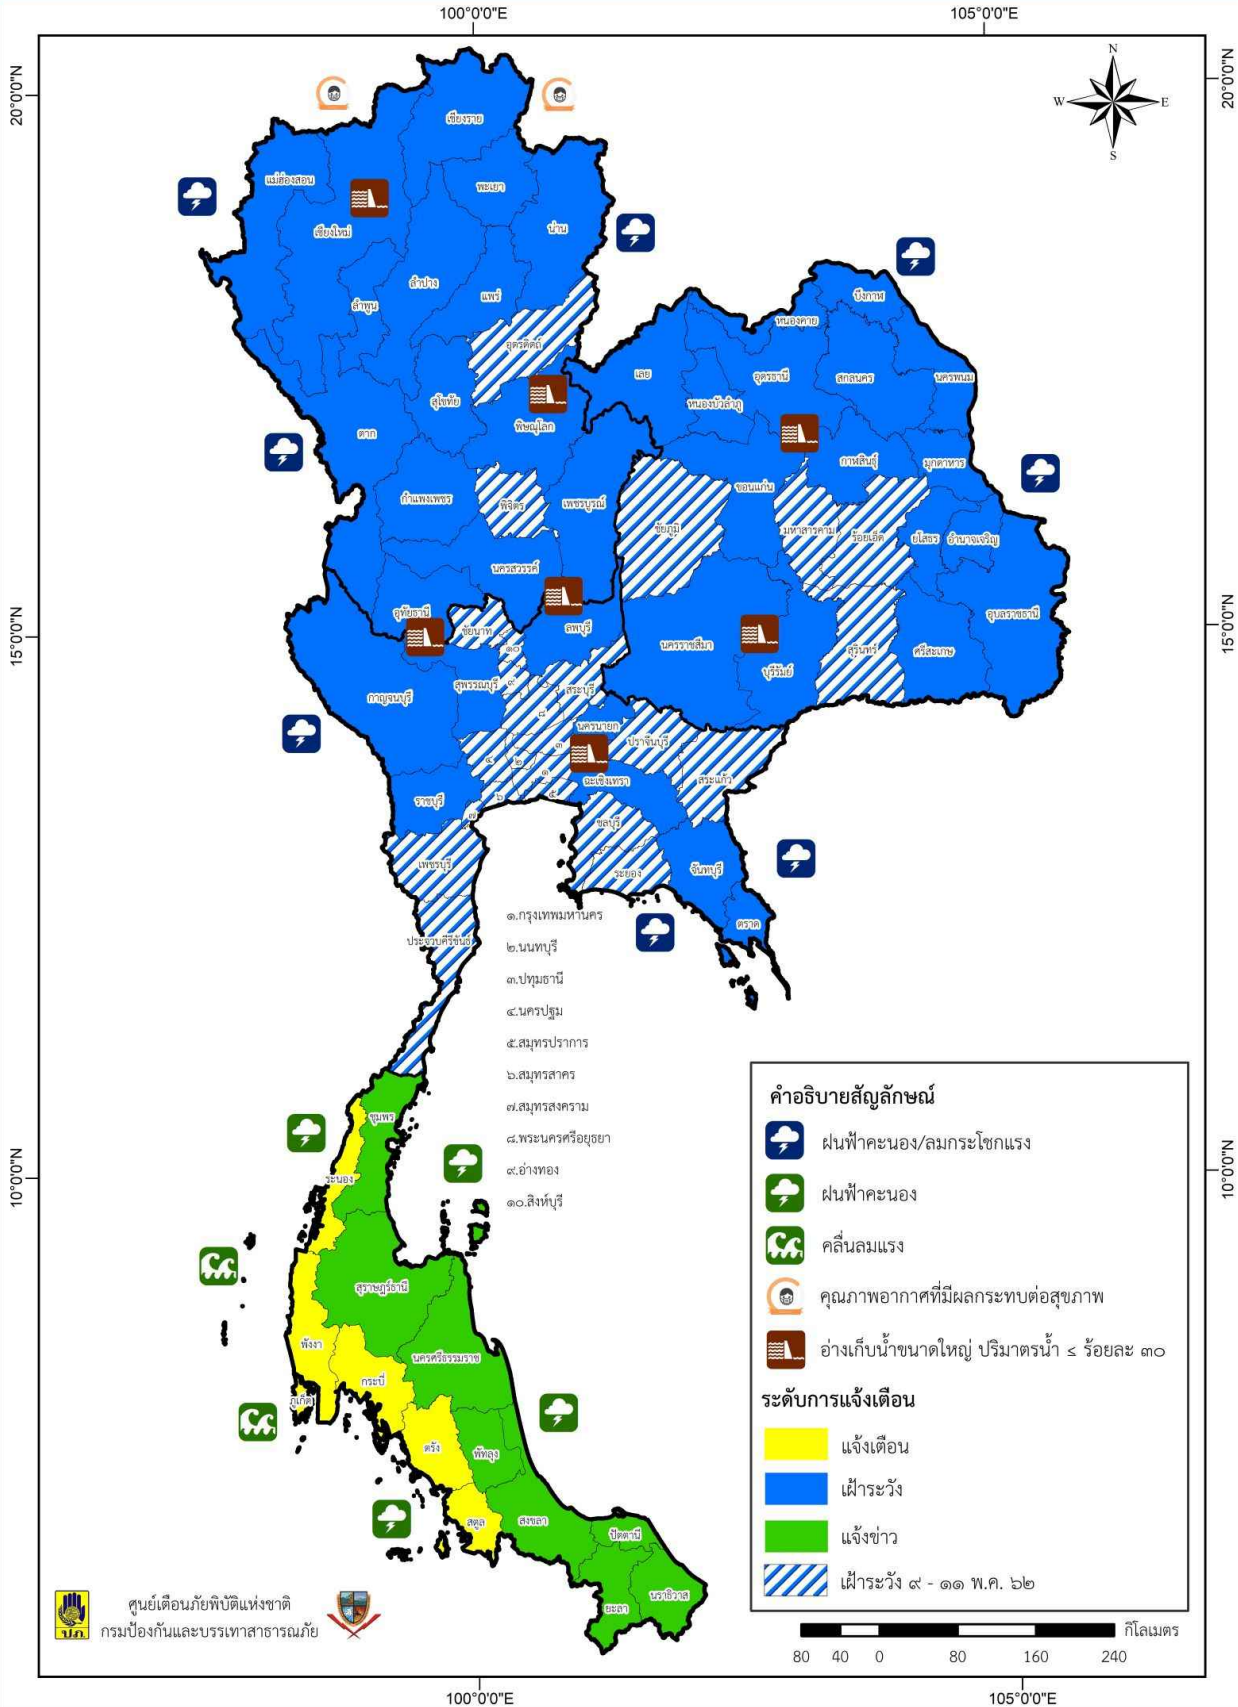 100°0'0"E
105°0'0"E
20°0'0"N
20°0'0"N
N
W
E
S
เชียงราย
แม่ฮ่องสอน
พะเยา
เชียงใหม่
น่าน
ลำปาง
ลำพูน
แพร่
บึงกาฬ
หนองคาย
อุตรดิตถ์
เลย
อุดรธานี
สกลนคร
นครพนม
สุโขทัย
หนองบัวลำภู
ตาก
พิษณุโลก
กาฬสินธุ์
มุกดาหาร
กำแพงเพชร
พิจิตร
เพชรบูรณ์
ขอนแก่น
ชัยภูมิ
มหาสารคาม
ร้อยเอ็ด
ยโสธร
อำนาจเจริญ
นครสวรรค์
อุทัยธานี
ชัยนาท
ลพบุรี
อุบลราชธานี
15°0'0"N
15°0'0"N
๑๐
นครราชสีมา
สุรินทร์
ศรีสะเกษ
บุรีรัมย์
กาญจนบุรี
สุพรรณบุรี
๙
สระบุรี
๘
นครนายก
ปราจีนบุรี
๓
๔
๒
๑
ฉะเชิงเทรา
สระแก้ว
ราชบุรี
๖
๕
๗
ชลบุรี
เพชรบุรี
ระยอง
จันทบุรี
ตราด
ประจวบคีรีขันธ์
๑.กรุงเทพมหานคร
๒.นนทบุรี
๓.ปทุมธานี
๔.นครปฐม
๕.สมุทรปราการ
๖.สมุทรสาคร
๗.สมุทรสงคราม
๘.พระนครศรีอยุธยา
๙.อ่างทอง
๑๐.สิงห์บุรี
ชุมพร
ระนอง
10°0'0"N
10°0'0"N
สุราษฎร์ธานี
พังงา
นครศรีธรรมราช
กระบี่
ภูเก็ต
ตรัง
พัทลุง
สตูล
สงขลา
ปัตตานี
ยะลา
นราธิวาส
คำอธิบายสัญลักษณ์
ฝนฟ้าคะนอง/ลมกระโชกแรง
ฝนฟ้าคะนอง
คลื่นลมแรง
คุณภาพอากาศที่มีผลกระทบต่อสุขภาพ
อ่างเก็บน้ำขนาดใหญ่ ปริมาตรน้ำ ≤ ร้อยละ ๓๐
ระดับการแจ้งเตือน
แจ้งเตือน
เฝ้าระวัง
แจ้งข่าว
เฝ้าระวัง ๙ - ๑๑ พ.ค. ๖๒
ปภ.
ศูนย์เตือนภัยพิบัติแห่งชาติ
กรมป้องกันและบรรเทาสาธารณภัย
กิโลเมตร
80 40 0 80 160 240
100°0'0"E
105°0'0"E